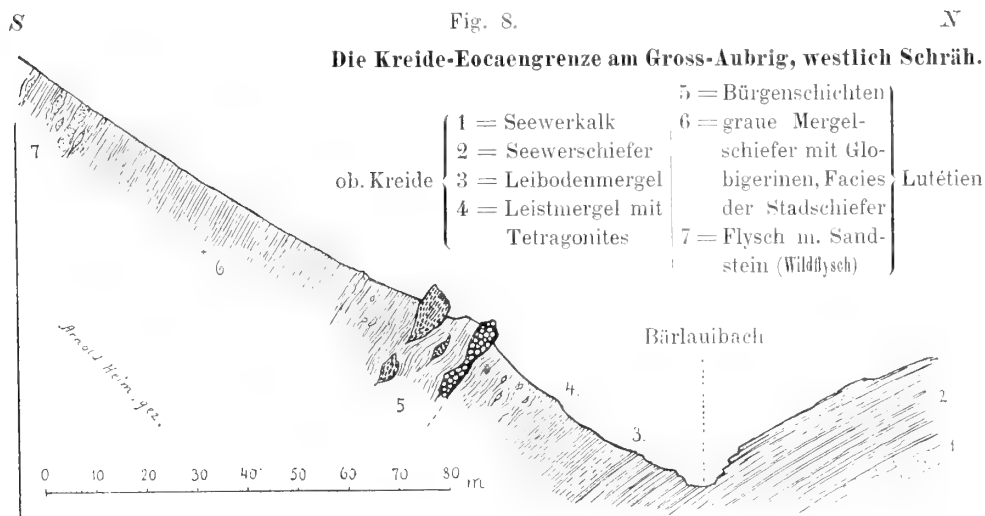 S Fig. 8. N
Die Kreide-Eocaengrenze am Gross-Aubrig, westlich Schräh.
ob. Kreide
1 = Seewerkalk
2 = Seewerschiefer
3 = Leibodenmergel
4 = Leistmergel mit
Tetragonites
5 = Bürgenschichten
6 = graue Mergel-
schiefer mit Glo-
bigerinen, Facies
der Stadschiefer
7 = Flysch m. Sand-
stein (Wildflysch)
Lutétien
7
6
5
Bärlauibach
4.
3.
2
1
Arnold Heim. gez.
0 10 20 30 40 50 60 70 80 m